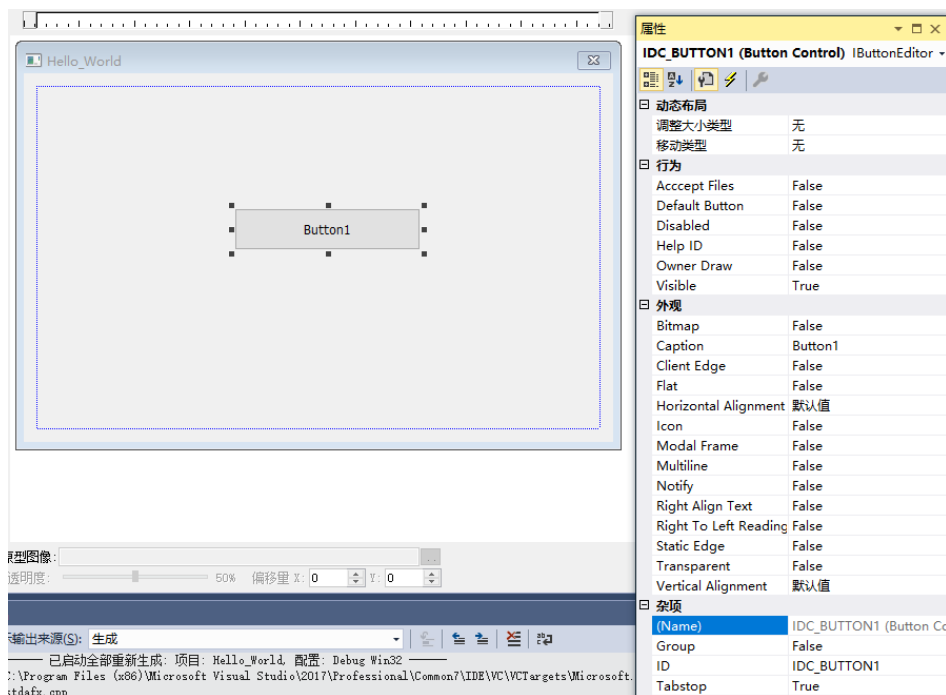 Hello_World
Button1
原型图像:
透明度: 50% 偏移量 X: 0 Y: 0
输出来源(S): 生成
已启动全部重新生成: 项目: Hello_World, 配置: Debug Win32
:\Program Files (x86)\Microsoft Visual Studio\2017\Professional\Common7\IDE\VC\VCTargets\Microsoft.
stdafx.cpp
属性
IDC_BUTTON1 (Button Control) IButtonEditor
动态布局
调整大小类型 无
移动类型 无
行为
Acccept Files False
Default Button False
Disabled False
Help ID False
Owner Draw False
Visible True
外观
Bitmap False
Caption Button1
Client Edge False
Flat False
Horizontal Alignment 默认值
Icon False
Modal Frame False
Multiline False
Notify False
Right Align Text False
Right To Left Reading False
Static Edge False
Transparent False
Vertical Alignment 默认值
杂项
(Name) IDC_BUTTON1 (Button Co
Group False
ID IDC_BUTTON1
Tabstop True